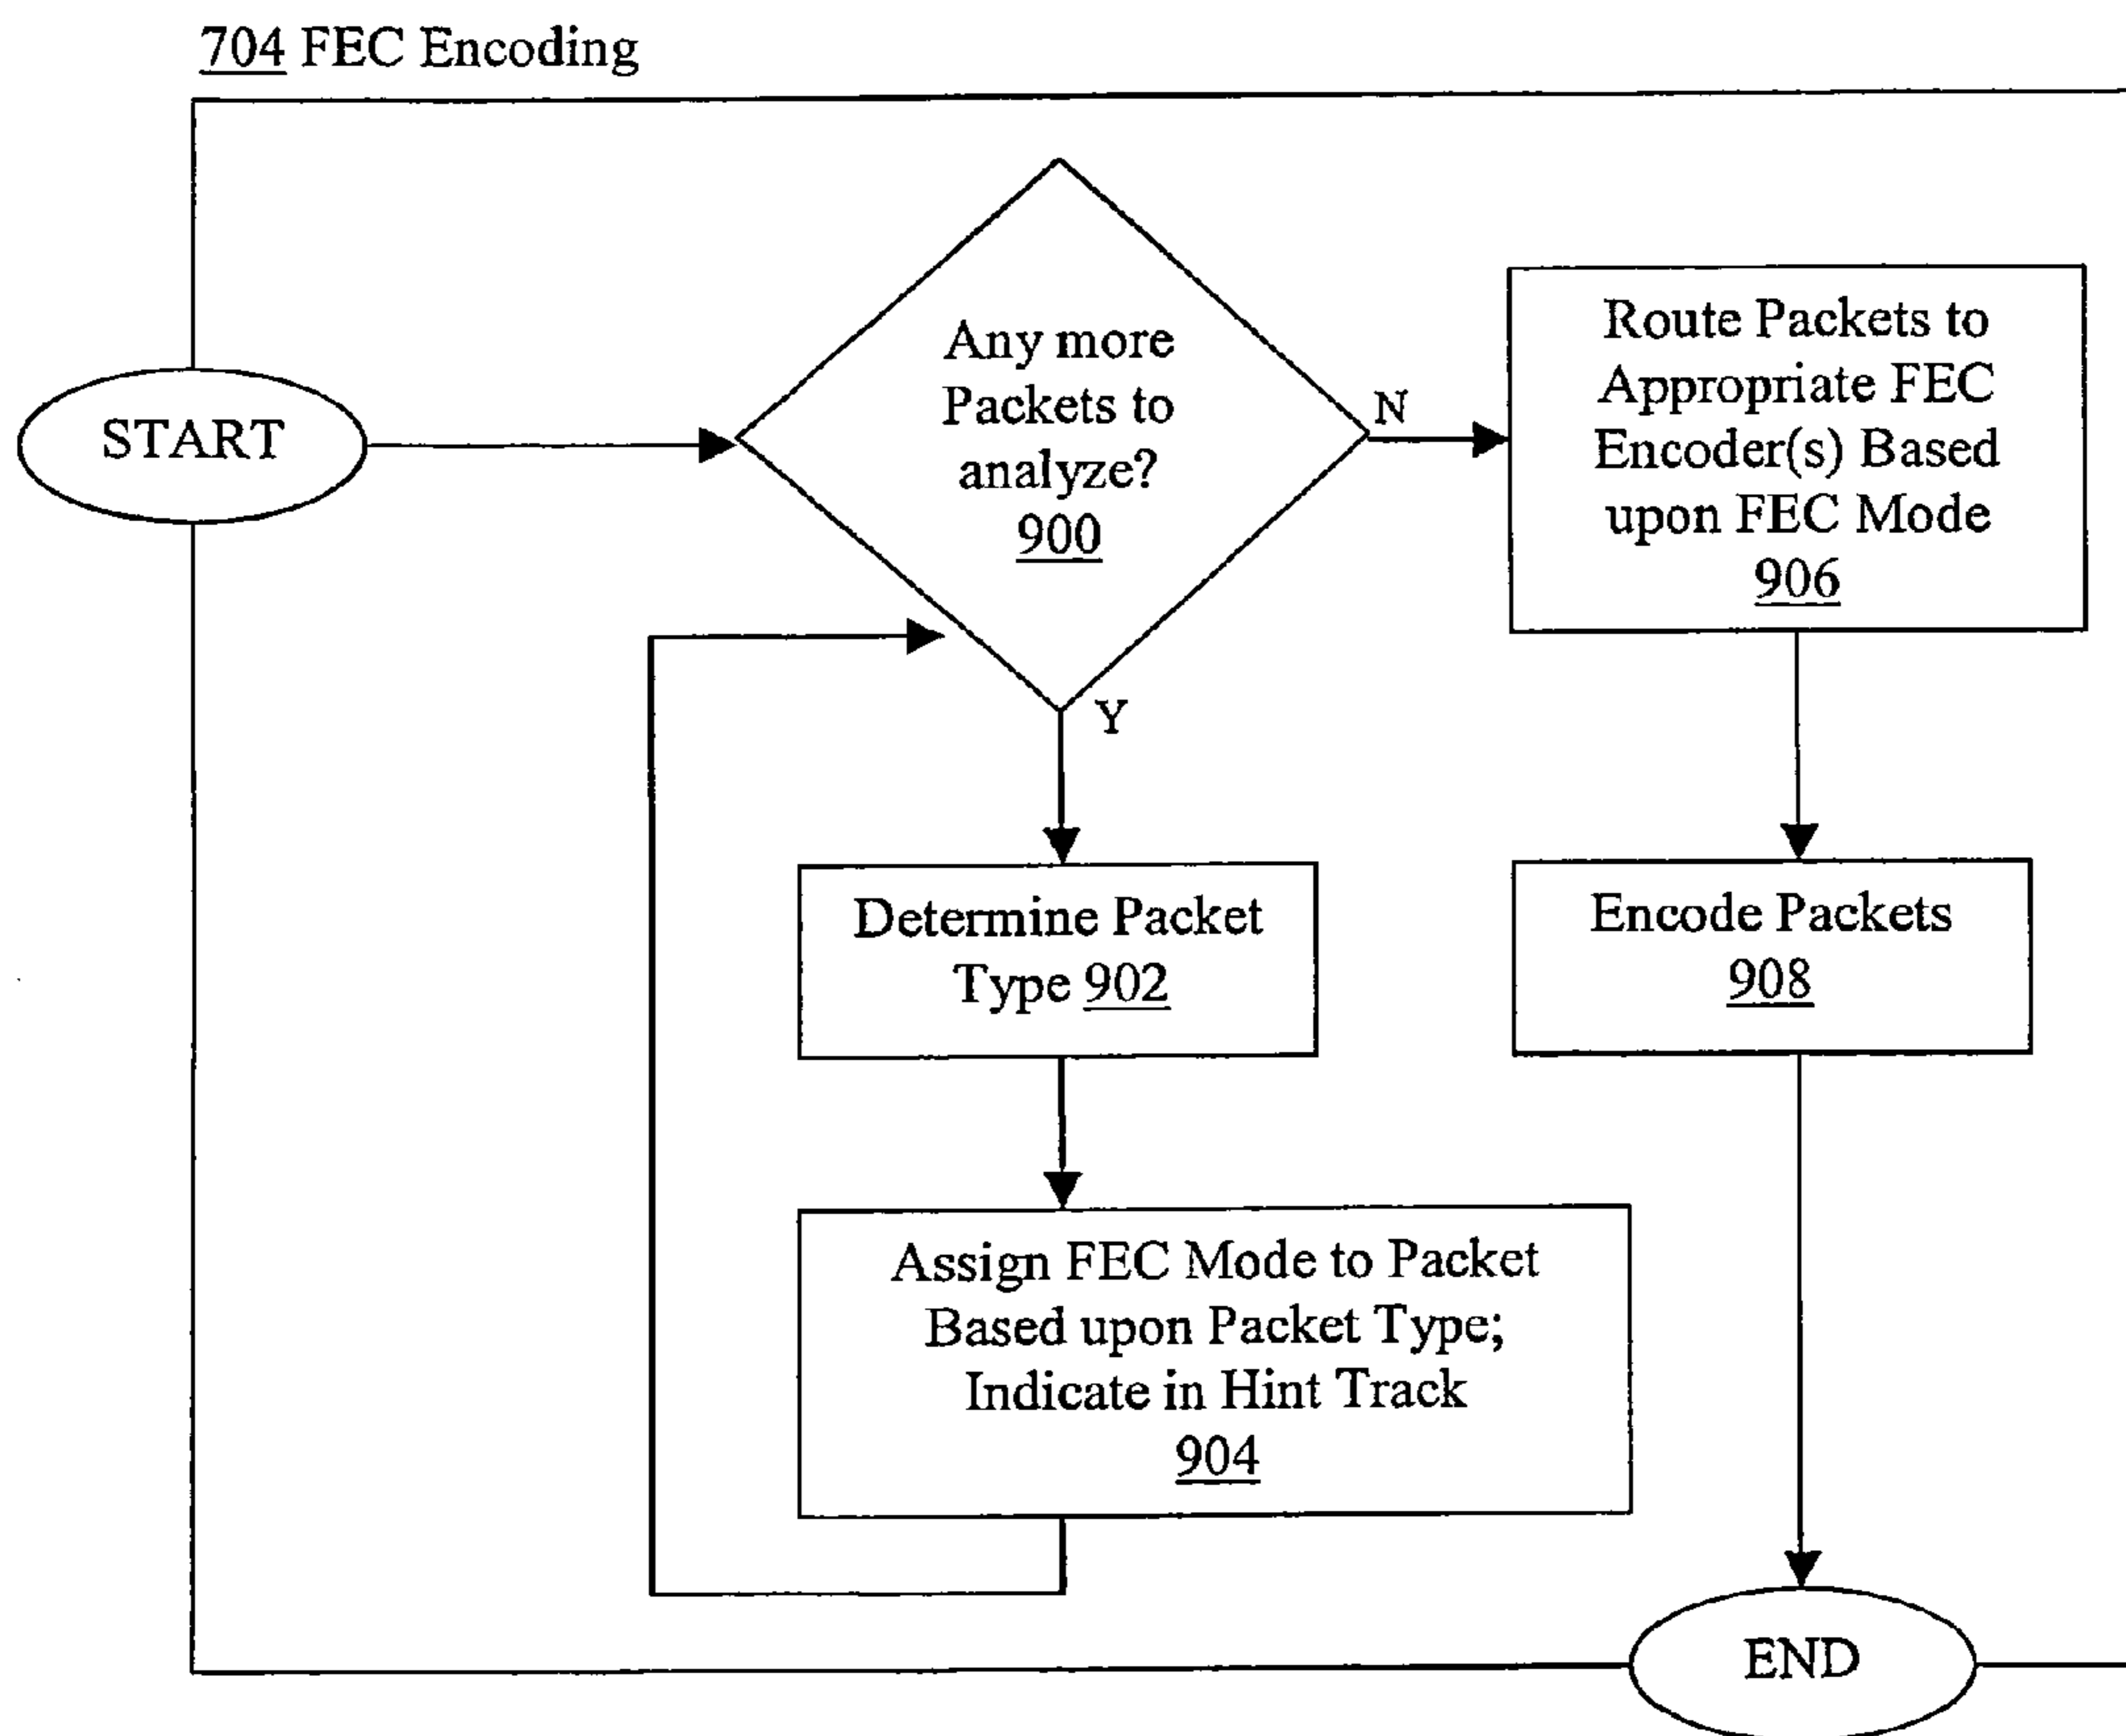 704 FEC Encoding
START
Any more
Packets to
analyze?
900
N
Y
Route Packets to
Appropriate FEC
Encoder(s) Based
upon FEC Mode
906
Determine Packet
Type 902
Encode Packets
908
Assign FEC Mode to Packet
Based upon Packet Type;
Indicate in Hint Track
904
END